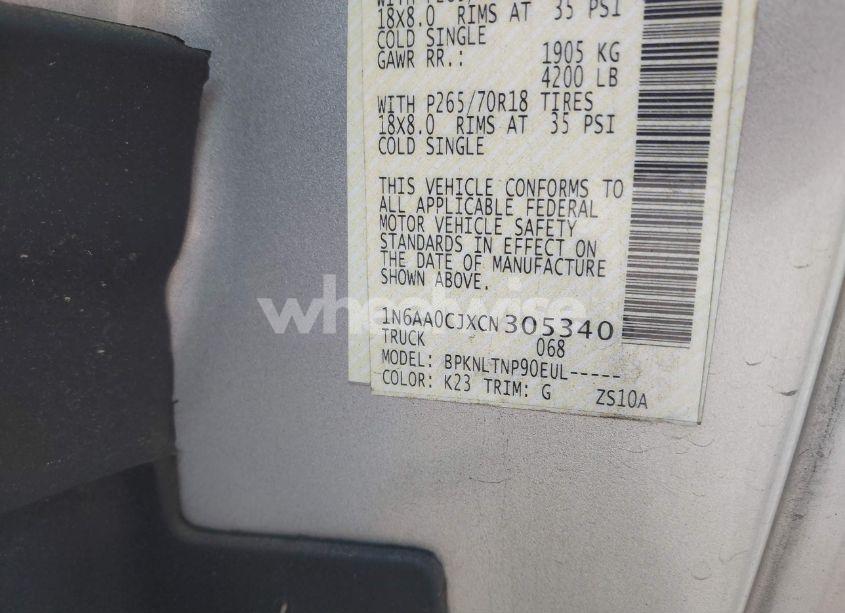 18X8.0 RIMS AT 35 PSI
COLD SINGLE
GAWR RR.: 1905 KG
4200 LB
WITH P265/70R18 TIRES
18X8.0 RIMS AT 35 PSI
COLD SINGLE
THIS VEHICLE CONFORMS TO
ALL APPLICABLE FEDERAL
MOTOR VEHICLE SAFETY
STANDARDS IN EFFECT ON
THE DATE OF MANUFACTURE
SHOWN ABOVE.
wheelwise
1N6AA0CJXCN305340
TRUCK 068
MODEL: BPKNLTNP90EUL-----
COLOR: K23 TRIM: G ZS10A